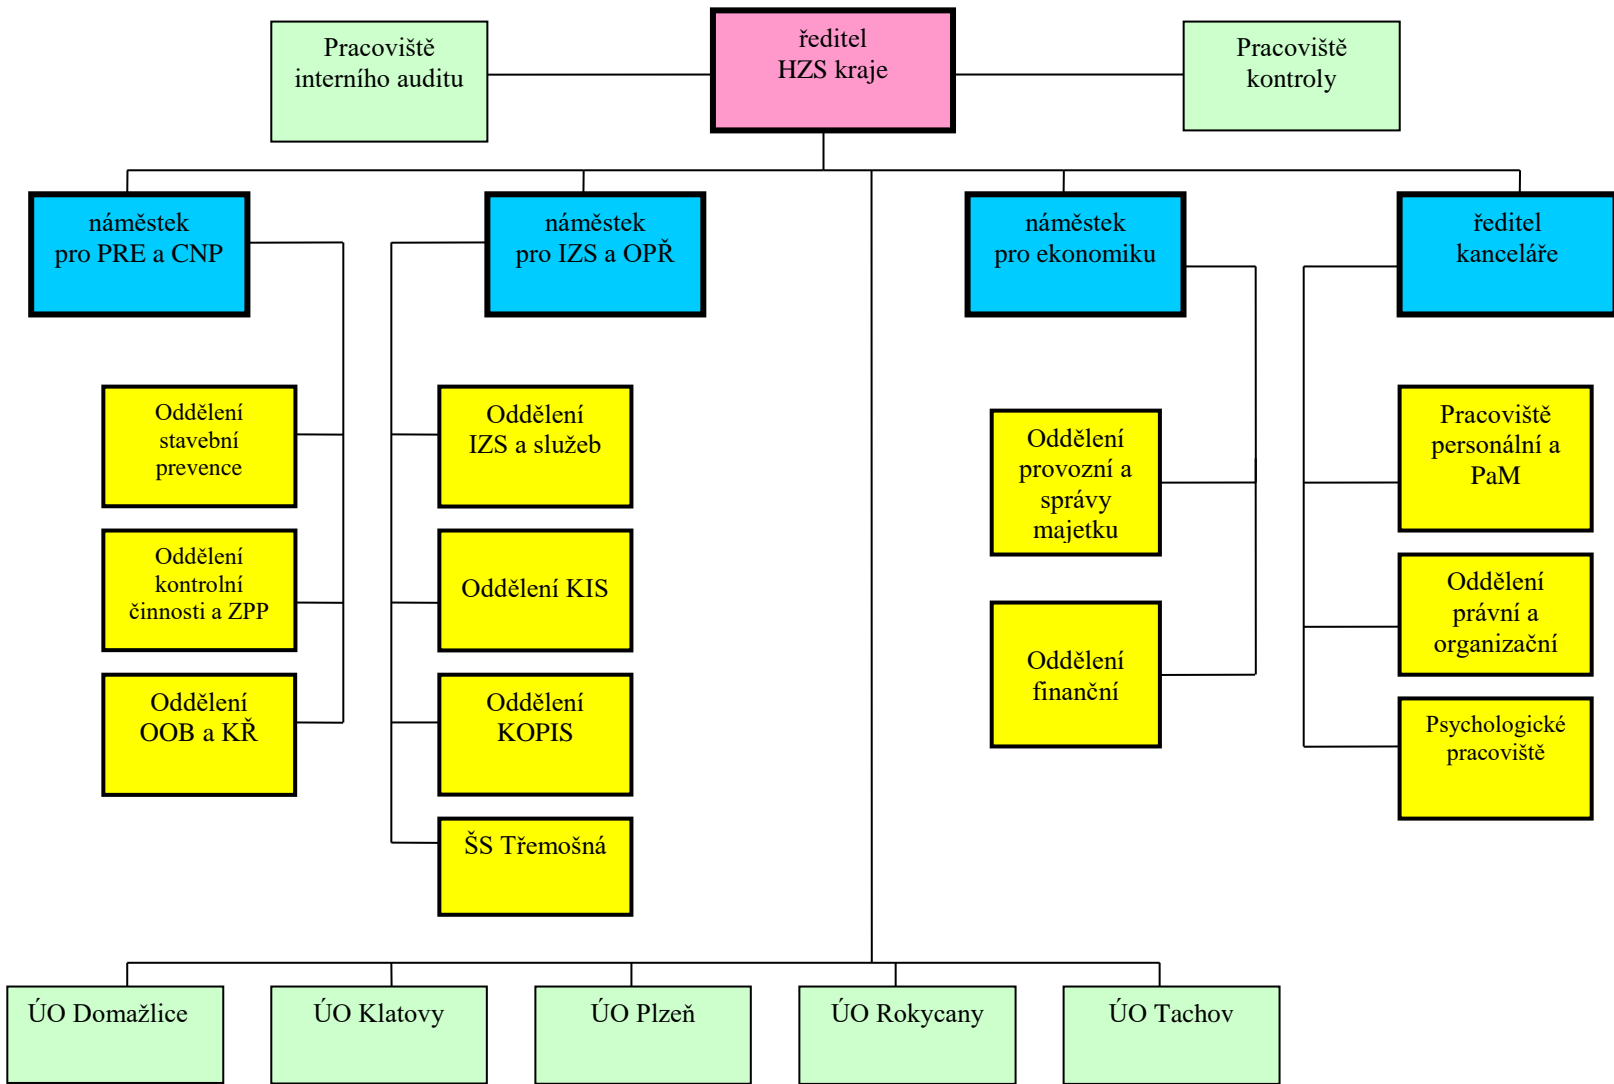 Pracoviště
interního auditu
ředitel
HZS kraje
Pracoviště
kontroly
náměstek
pro PRE a CNP
náměstek
pro IZS a OPŘ
náměstek
pro ekonomiku
ředitel
kanceláře
Oddělení
stavební
prevence
Oddělení
kontrolní
činnosti a ZPP
Oddělení
OOB a KŘ
Oddělení
IZS a služeb
Oddělení KIS
Oddělení
KOPIS
ŠS Třemošná
Oddělení
provozní a
správy
majetku
Oddělení
finanční
Pracoviště
personální a
PaM
Oddělení
právní a
organizační
Psychologické
pracoviště
ÚO Domažlice
ÚO Klatovy
ÚO Plzeň
ÚO Rokycany
ÚO Tachov